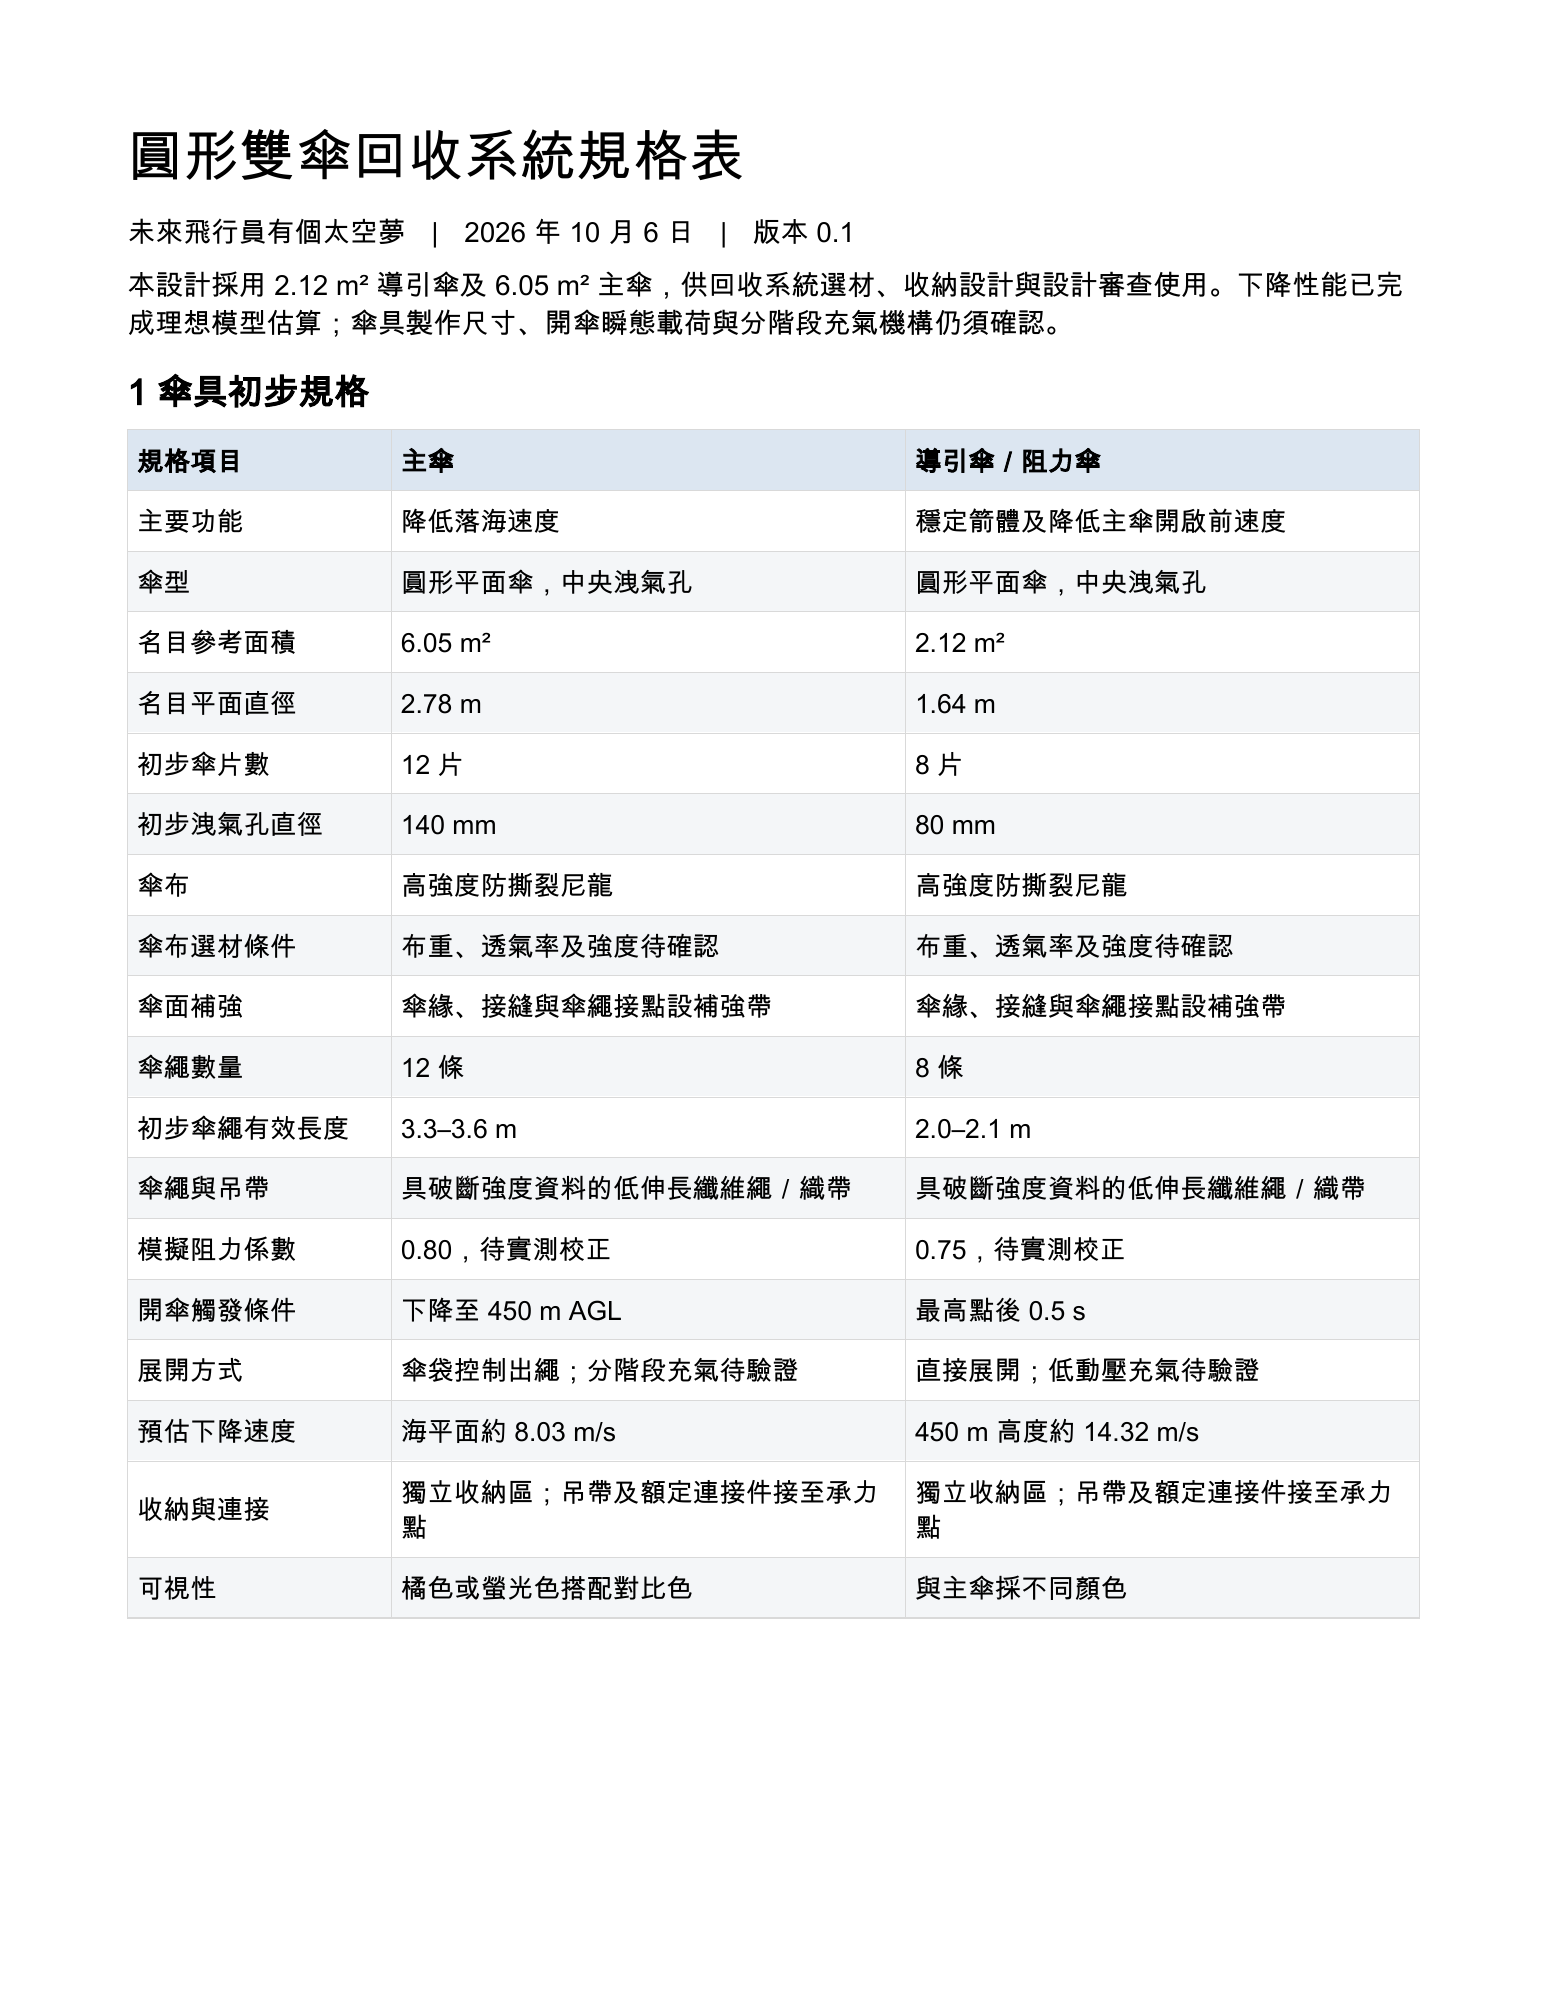 圓形雙傘回收系統規格表
未來飛行員有個太空夢 | 2026 年 10 月 6 日 | 版本 0.1
本設計採用 2.12 m² 導引傘及 6.05 m² 主傘，供回收系統選材、收納設計與設計審查使用。下降性能已完
成理想模型估算；傘具製作尺寸、開傘瞬態載荷與分階段充氣機構仍須確認。
1 傘具初步規格
規格項目 主傘 導引傘 / 阻力傘
主要功能 降低落海速度 穩定箭體及降低主傘開啟前速度
傘型 圓形平面傘，中央洩氣孔 圓形平面傘，中央洩氣孔
名目參考面積 6.05 m² 2.12 m²
名目平面直徑 2.78 m 1.64 m
初步傘片數 12 片 8 片
初步洩氣孔直徑 140 mm 80 mm
傘布 高強度防撕裂尼龍 高強度防撕裂尼龍
傘布選材條件 布重、透氣率及強度待確認 布重、透氣率及強度待確認
傘面補強 傘緣、接縫與傘繩接點設補強帶 傘緣、接縫與傘繩接點設補強帶
傘繩數量 12 條 8 條
初步傘繩有效長度 3.3–3.6 m 2.0–2.1 m
傘繩與吊帶 具破斷強度資料的低伸長纖維繩 / 織帶 具破斷強度資料的低伸長纖維繩 / 織帶
模擬阻力係數 0.80，待實測校正 0.75，待實測校正
開傘觸發條件 下降至 450 m AGL 最高點後 0.5 s
展開方式 傘袋控制出繩；分階段充氣待驗證 直接展開；低動壓充氣待驗證
預估下降速度 海平面約 8.03 m/s 450 m 高度約 14.32 m/s
收納與連接 獨立收納區；吊帶及額定連接件接至承力點 獨立收納區；吊帶及額定連接件接至承力點
可視性 橘色或螢光色搭配對比色 與主傘採不同顏色